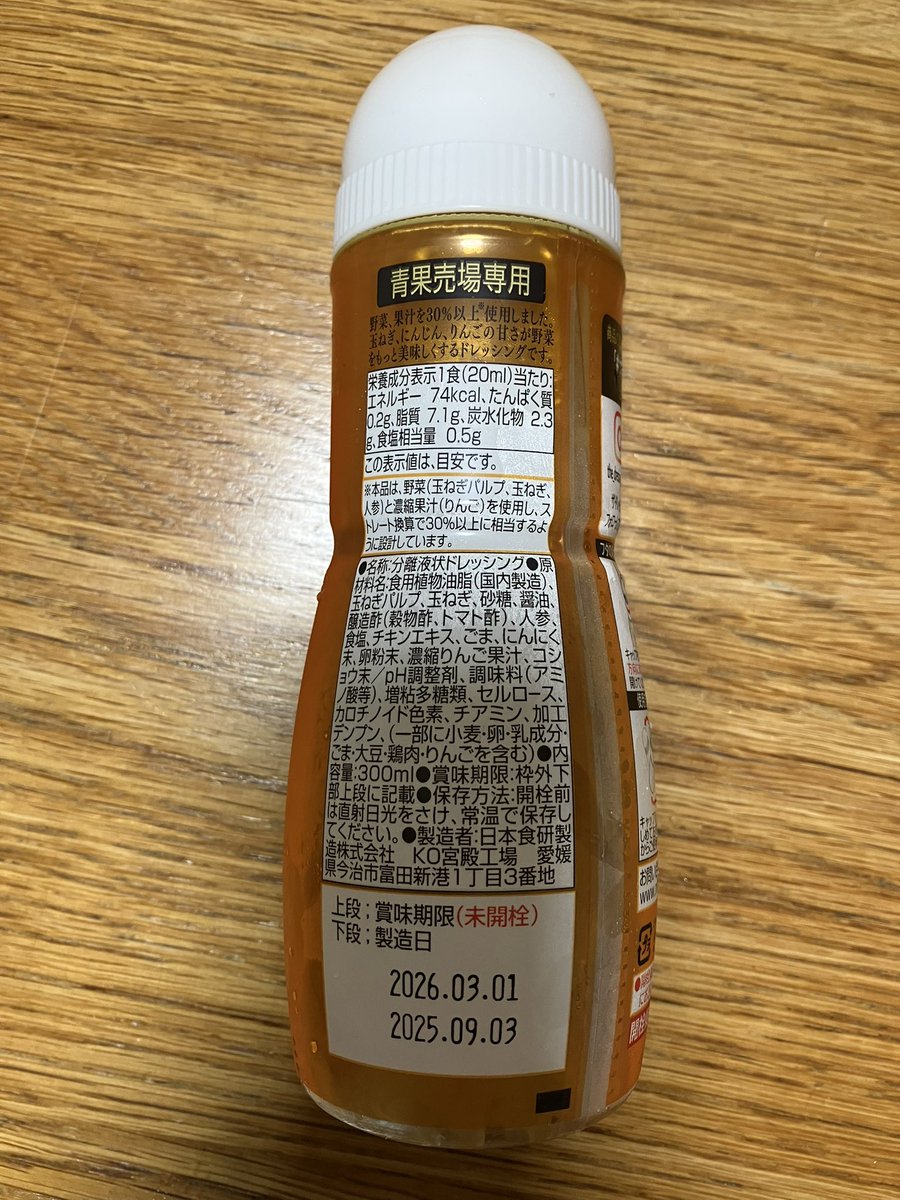 青果売場専用
野菜、果汁を30%以上※使用しました。
玉ねぎ、にんじん、りんごの甘さが野菜
をもっと美味しくするドレッシングです。
栄養成分表示1食(20ml)当たり:
エネルギー 74kcal、たんぱく質
0.2g、脂質 7.1g、炭水化物 2.3
g、食塩相当量 0.5g
この表示値は、目安です。
※本品は、野菜(玉ねぎパルプ、玉ねぎ、
人参)と濃縮果汁(りんご)を使用し、ス
トレート換算で30%以上に相当するよ
うに設計しています。
●名称:分離液状ドレッシング●原
材料名:食用植物油脂(国内製造)、
玉ねぎパルプ、玉ねぎ、砂糖、醤油、
醸造酢(穀物酢、トマト酢)、人参、
食塩、チキンエキス、ごま、にんにく
末、卵粉末、濃縮りんご果汁、コシ
ョウ末/pH調整剤、調味料(アミ
ノ酸等)、増粘多糖類、セルロース、
カロチノイド色素、チアミン、加工
デンプン、(一部に小麦・卵・乳成分・
ごま・大豆・鶏肉・りんごを含む)●内
容量:300ml●賞味期限:枠外下
部上段に記載●保存方法:開栓前
は直射日光をさけ、常温で保存し
てください。●製造者:日本食研製
造株式会社 KO宮殿工場 愛媛
県今治市富田新港1丁目3番地
上段;賞味期限(未開栓)
下段;製造日
2026.03.01
2025.09.03